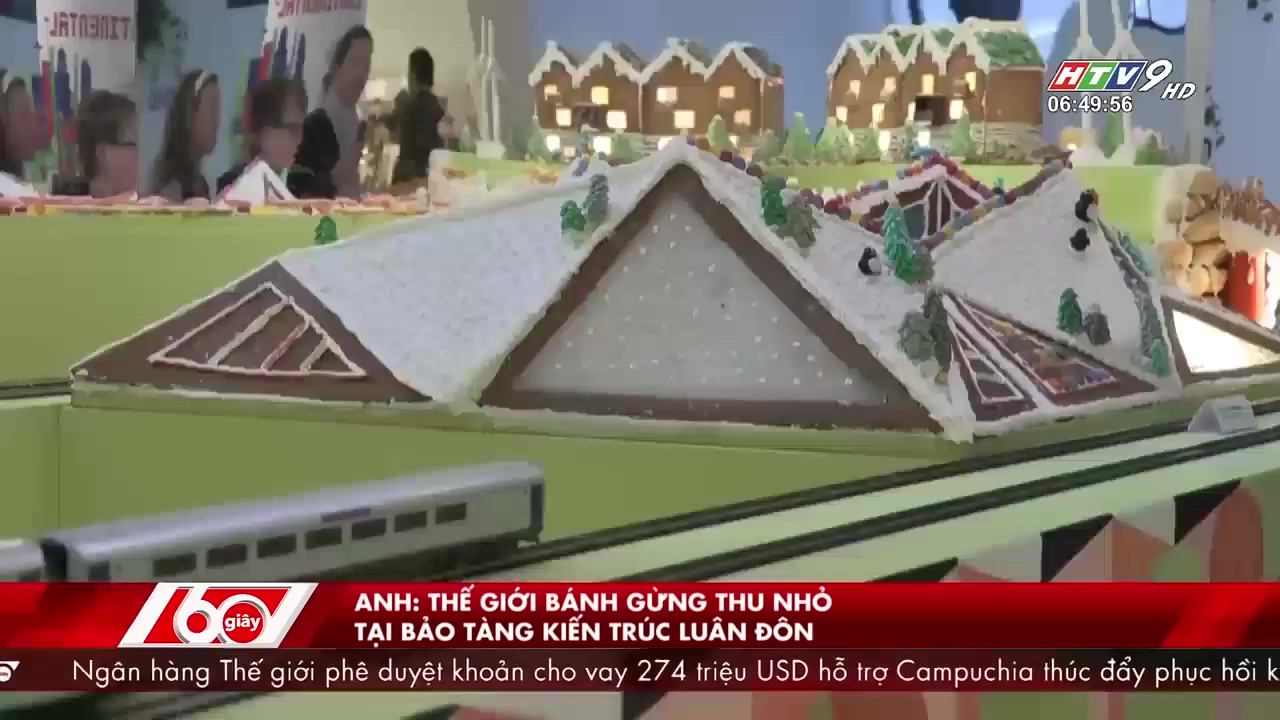 TINENTAL
HTV9 HD
06:49:56
60 giây
ANH: THẾ GIỚI BÁNH GỪNG THU NHỎ
TẠI BẢO TÀNG KIẾN TRÚC LUÂN ĐÔN
Ngân hàng Thế giới phê duyệt khoản cho vay 274 triệu USD hỗ trợ Campuchia thúc đẩy phục hồi k